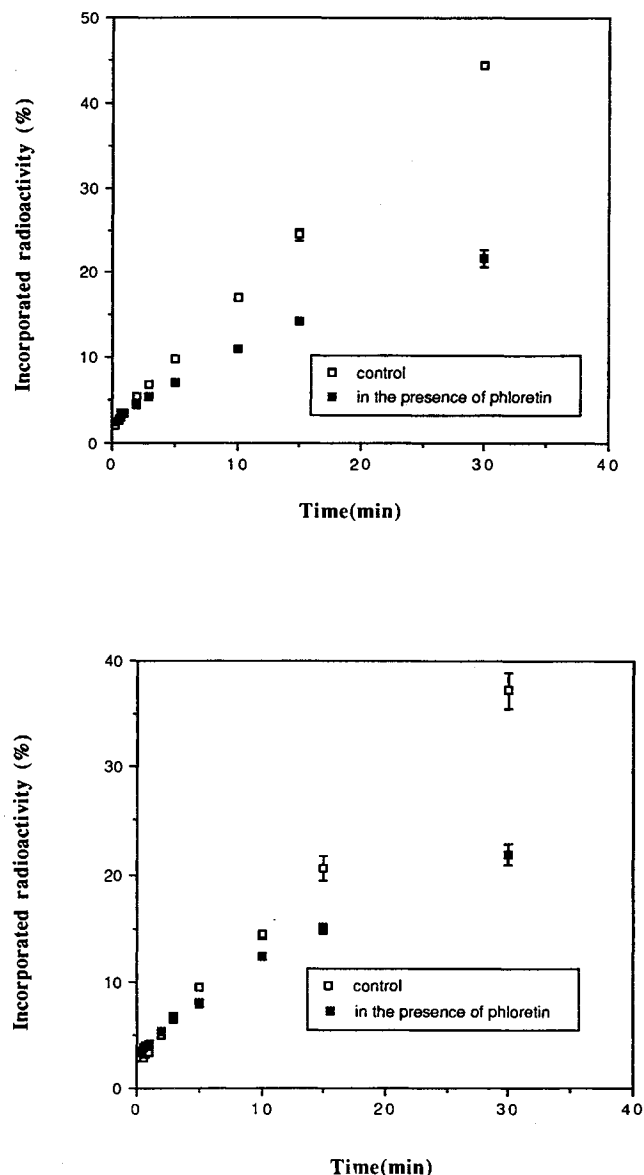 50
40
30
20
10
0
Incorporated radioactivity (%)
control
in the presence of phloretin
0
10
20
30
40
Time(min)
40
30
20
10
0
Incorporated radioactivity (%)
control
in the presence of phloretin
0
10
20
30
40
Time(min)